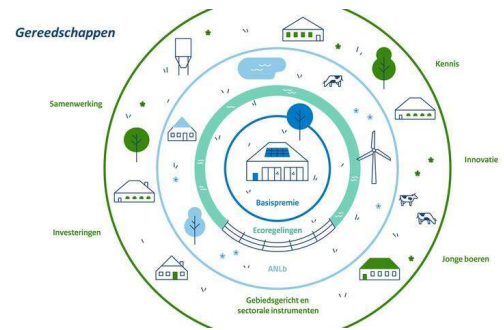 Gereedschappen
Kennis
Samenwerking
Innovatie
Basispremie
Ecoregelingen
Investeringen
ANLb
Jonge boeren
Gebiedsgericht en
sectorale instrumenten